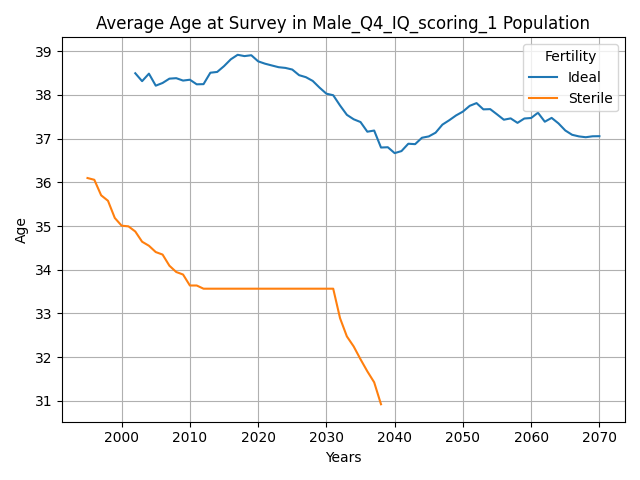 Average Age at Survey in Male_Q4_IQ_scoring_1 Population
Fertility
Ideal
Sterile
39
38
37
36
35
34
33
32
31
Age
2000 2010 2020 2030 2040 2050 2060 2070
Years